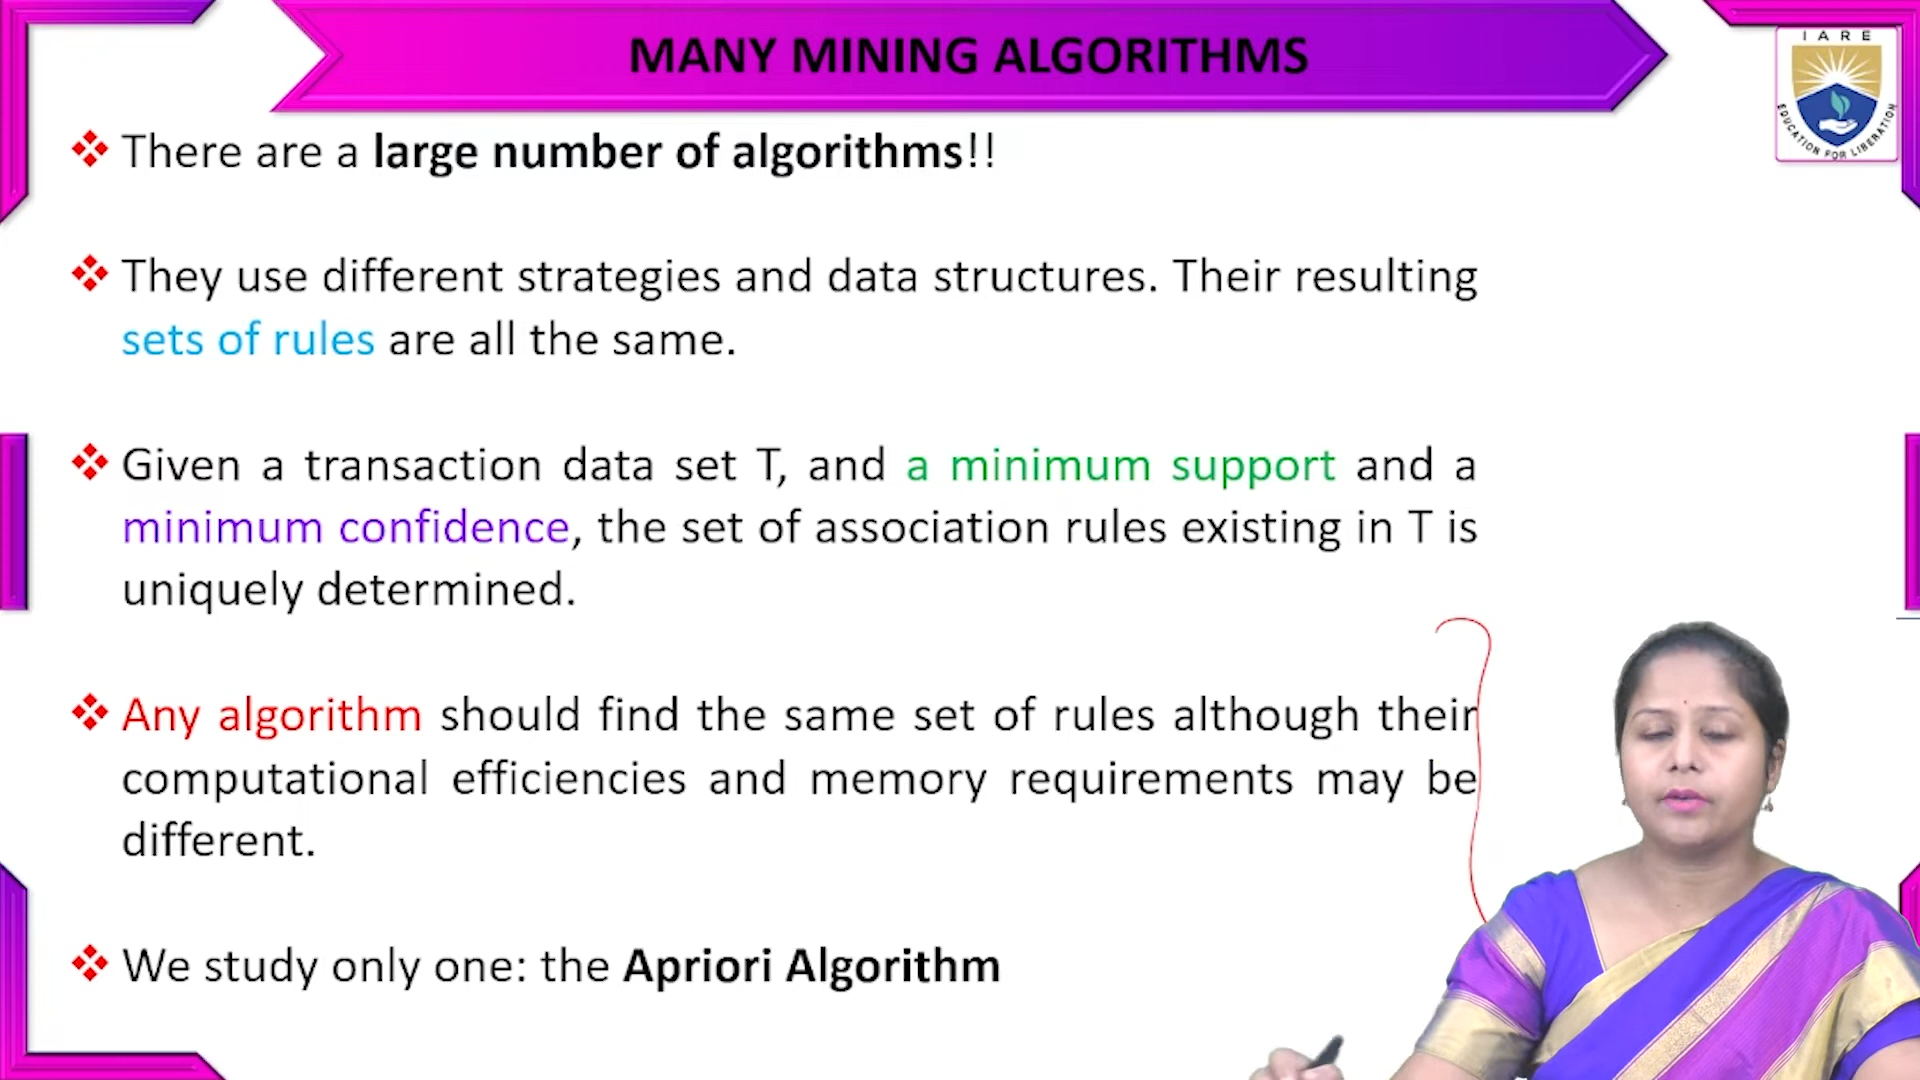 MANY MINING ALGORITHMS
I A R E
EDUCATION FOR LIBERATION
❖ There are a large number of algorithms!!
❖ They use different strategies and data structures. Their resulting
sets of rules are all the same.
❖ Given a transaction data set T, and a minimum support and a
minimum confidence, the set of association rules existing in T is
uniquely determined.
❖ Any algorithm should find the same set of rules although their
computational efficiencies and memory requirements may be
different.
❖ We study only one: the Apriori Algorithm